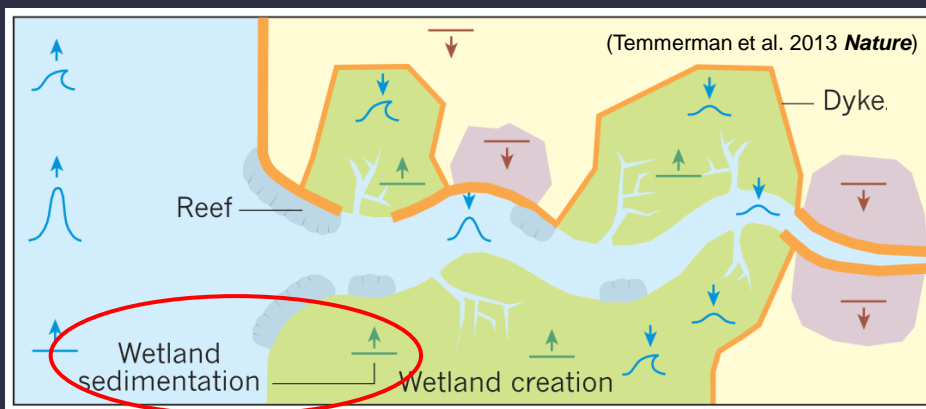 (Temmerman et al. 2013 Nature)
Dyke
Reef
Wetland
sedimentation
Wetland creation